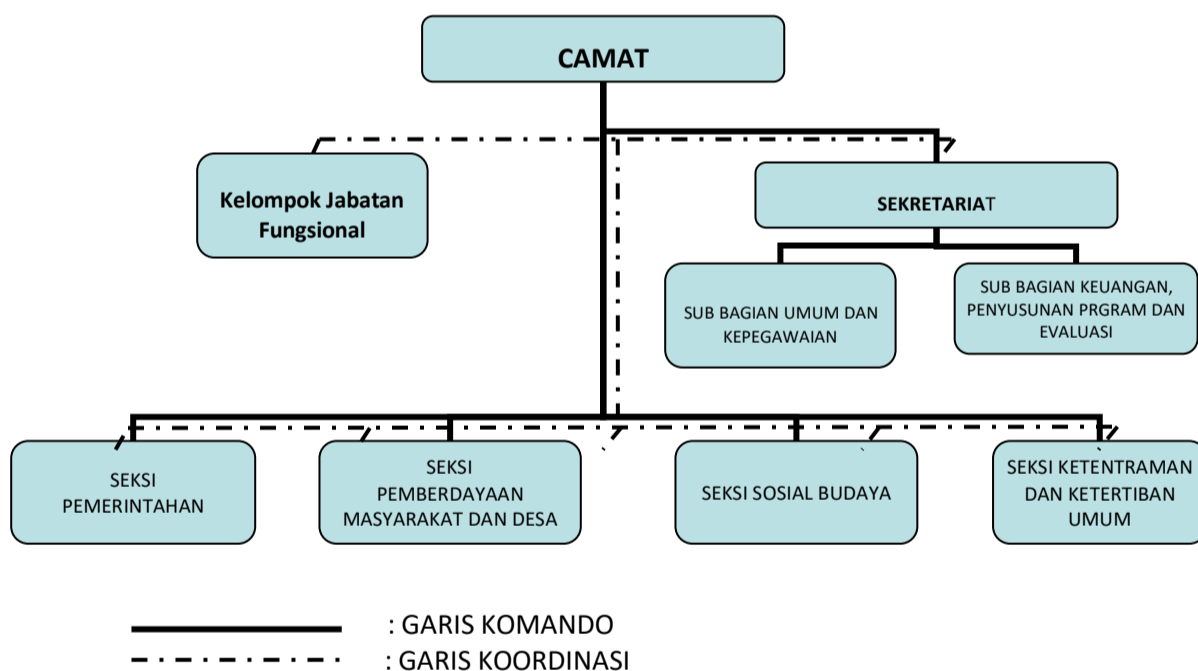 CAMAT
Kelompok Jabatan
Fungsional
SEKRETARIAT
SUB BAGIAN UMUM DAN
KEPEGAWAIAN
SUB BAGIAN KEUANGAN,
PENYUSUNAN PRGRAM DAN
EVALUASI
SEKSI
PEMERINTAHAN
SEKSI
PEMBERDAYAAN
MASYARAKAT DAN DESA
SEKSI SOSIAL BUDAYA
SEKSI KETENTRAMAN
DAN KETERTIBAN
UMUM
: GARIS KOMANDO
: GARIS KOORDINASI